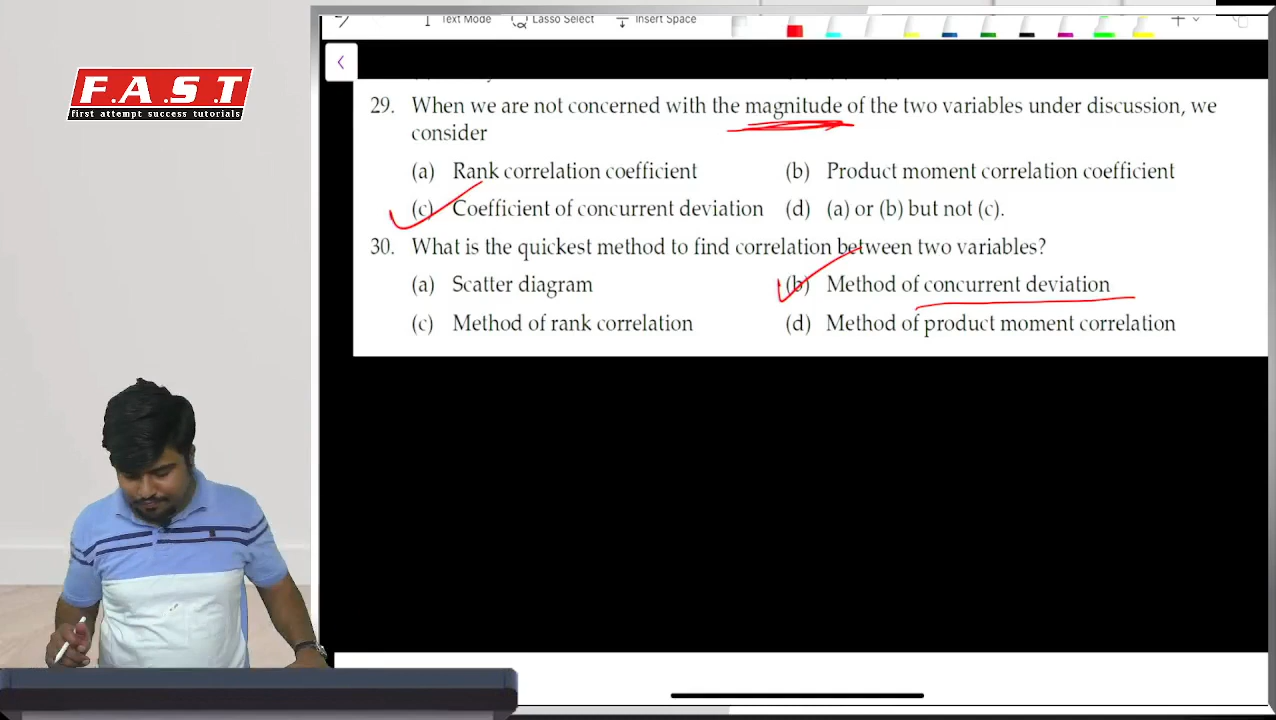 Text Mode
Lasso Select
Insert Space
F.A.S.T
first attempt success tutorials
29. When we are not concerned with the magnitude of the two variables under discussion, we
consider
(a) Rank correlation coefficient (b) Product moment correlation coefficient
(c) Coefficient of concurrent deviation (d) (a) or (b) but not (c).
30. What is the quickest method to find correlation between two variables?
(a) Scatter diagram (b) Method of concurrent deviation
(c) Method of rank correlation (d) Method of product moment correlation